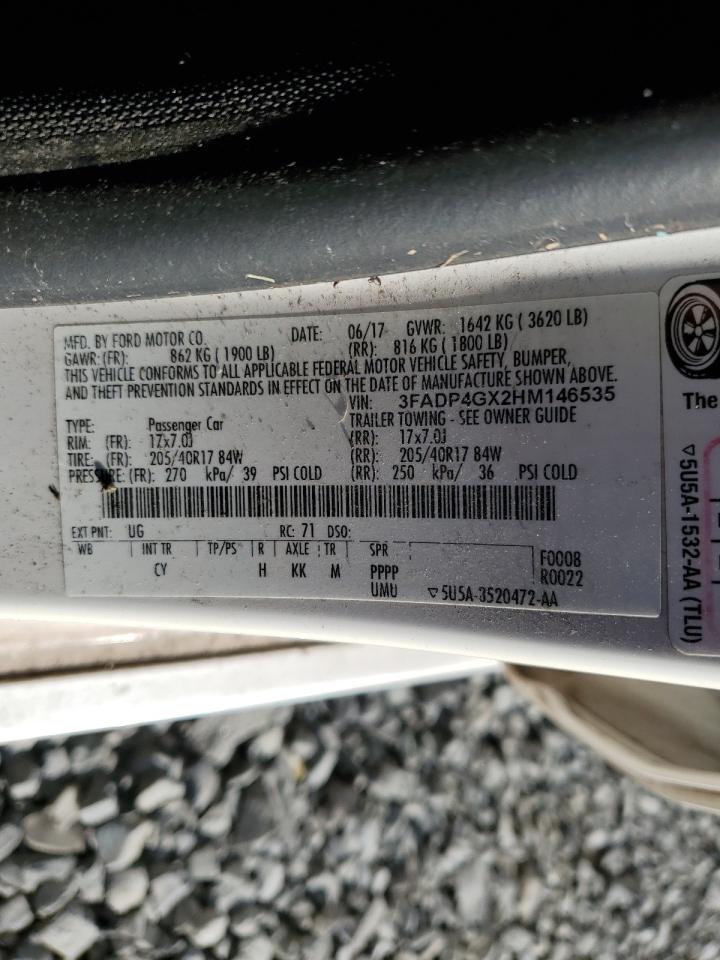 MFD. BY FORD MOTOR CO. DATE: 06/17 GVWR: 1642 KG ( 3620 LB)
GAWR: (FR): 862 KG ( 1900 LB) (RR): 816 KG ( 1800 LB)
THIS VEHICLE CONFORMS TO ALL APPLICABLE FEDERAL MOTOR VEHICLE SAFETY, BUMPER,
AND THEFT PREVENTION STANDARDS IN EFFECT ON THE DATE OF MANUFACTURE SHOWN ABOVE.
VIN: 3FADP4GX2HM146535
TRAILER TOWING - SEE OWNER GUIDE
TYPE: Passenger Car
RIM: (FR): 17x7.0J (RR): 17x7.0J
TIRE: (FR): 205/40R17 84W (RR): 205/40R17 84W
PRESSURE: (FR): 270 kPa/ 39 PSI COLD (RR): 250 kPa/ 36 PSI COLD
EXT PNT: UG RC: 71 DSO:
WB INT TR TP/PS R AXLE TR SPR
CY H KK M PPPP
UMU
F0008
R0022
▽5U5A-3520472-AA
The
▽5U5A-1532-AA (TLU)